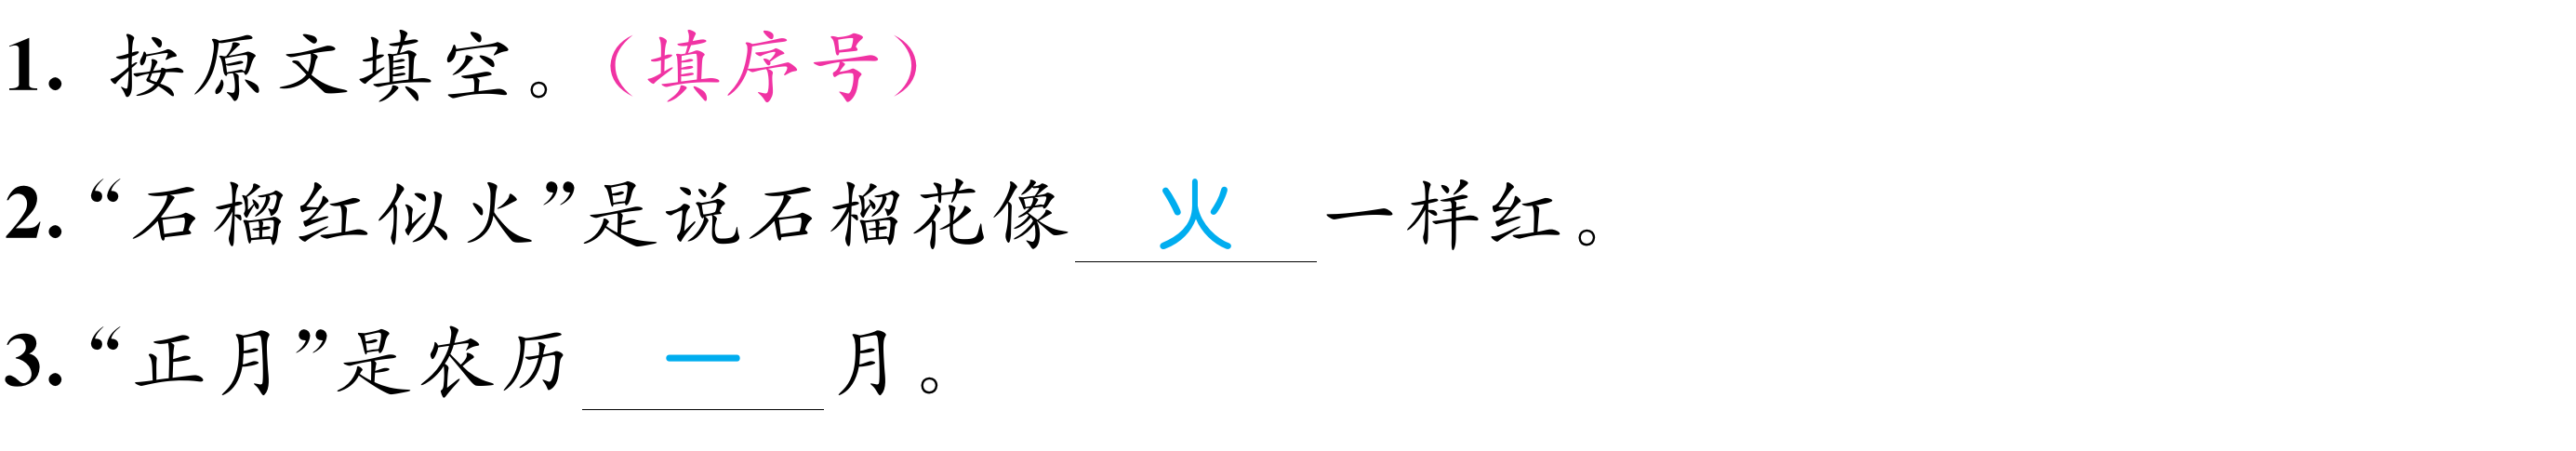 1. 按原文填空。（填序号）
2. “石榴红似火”是说石榴花像 火 一样红。
3. “正月”是农历 一 月。